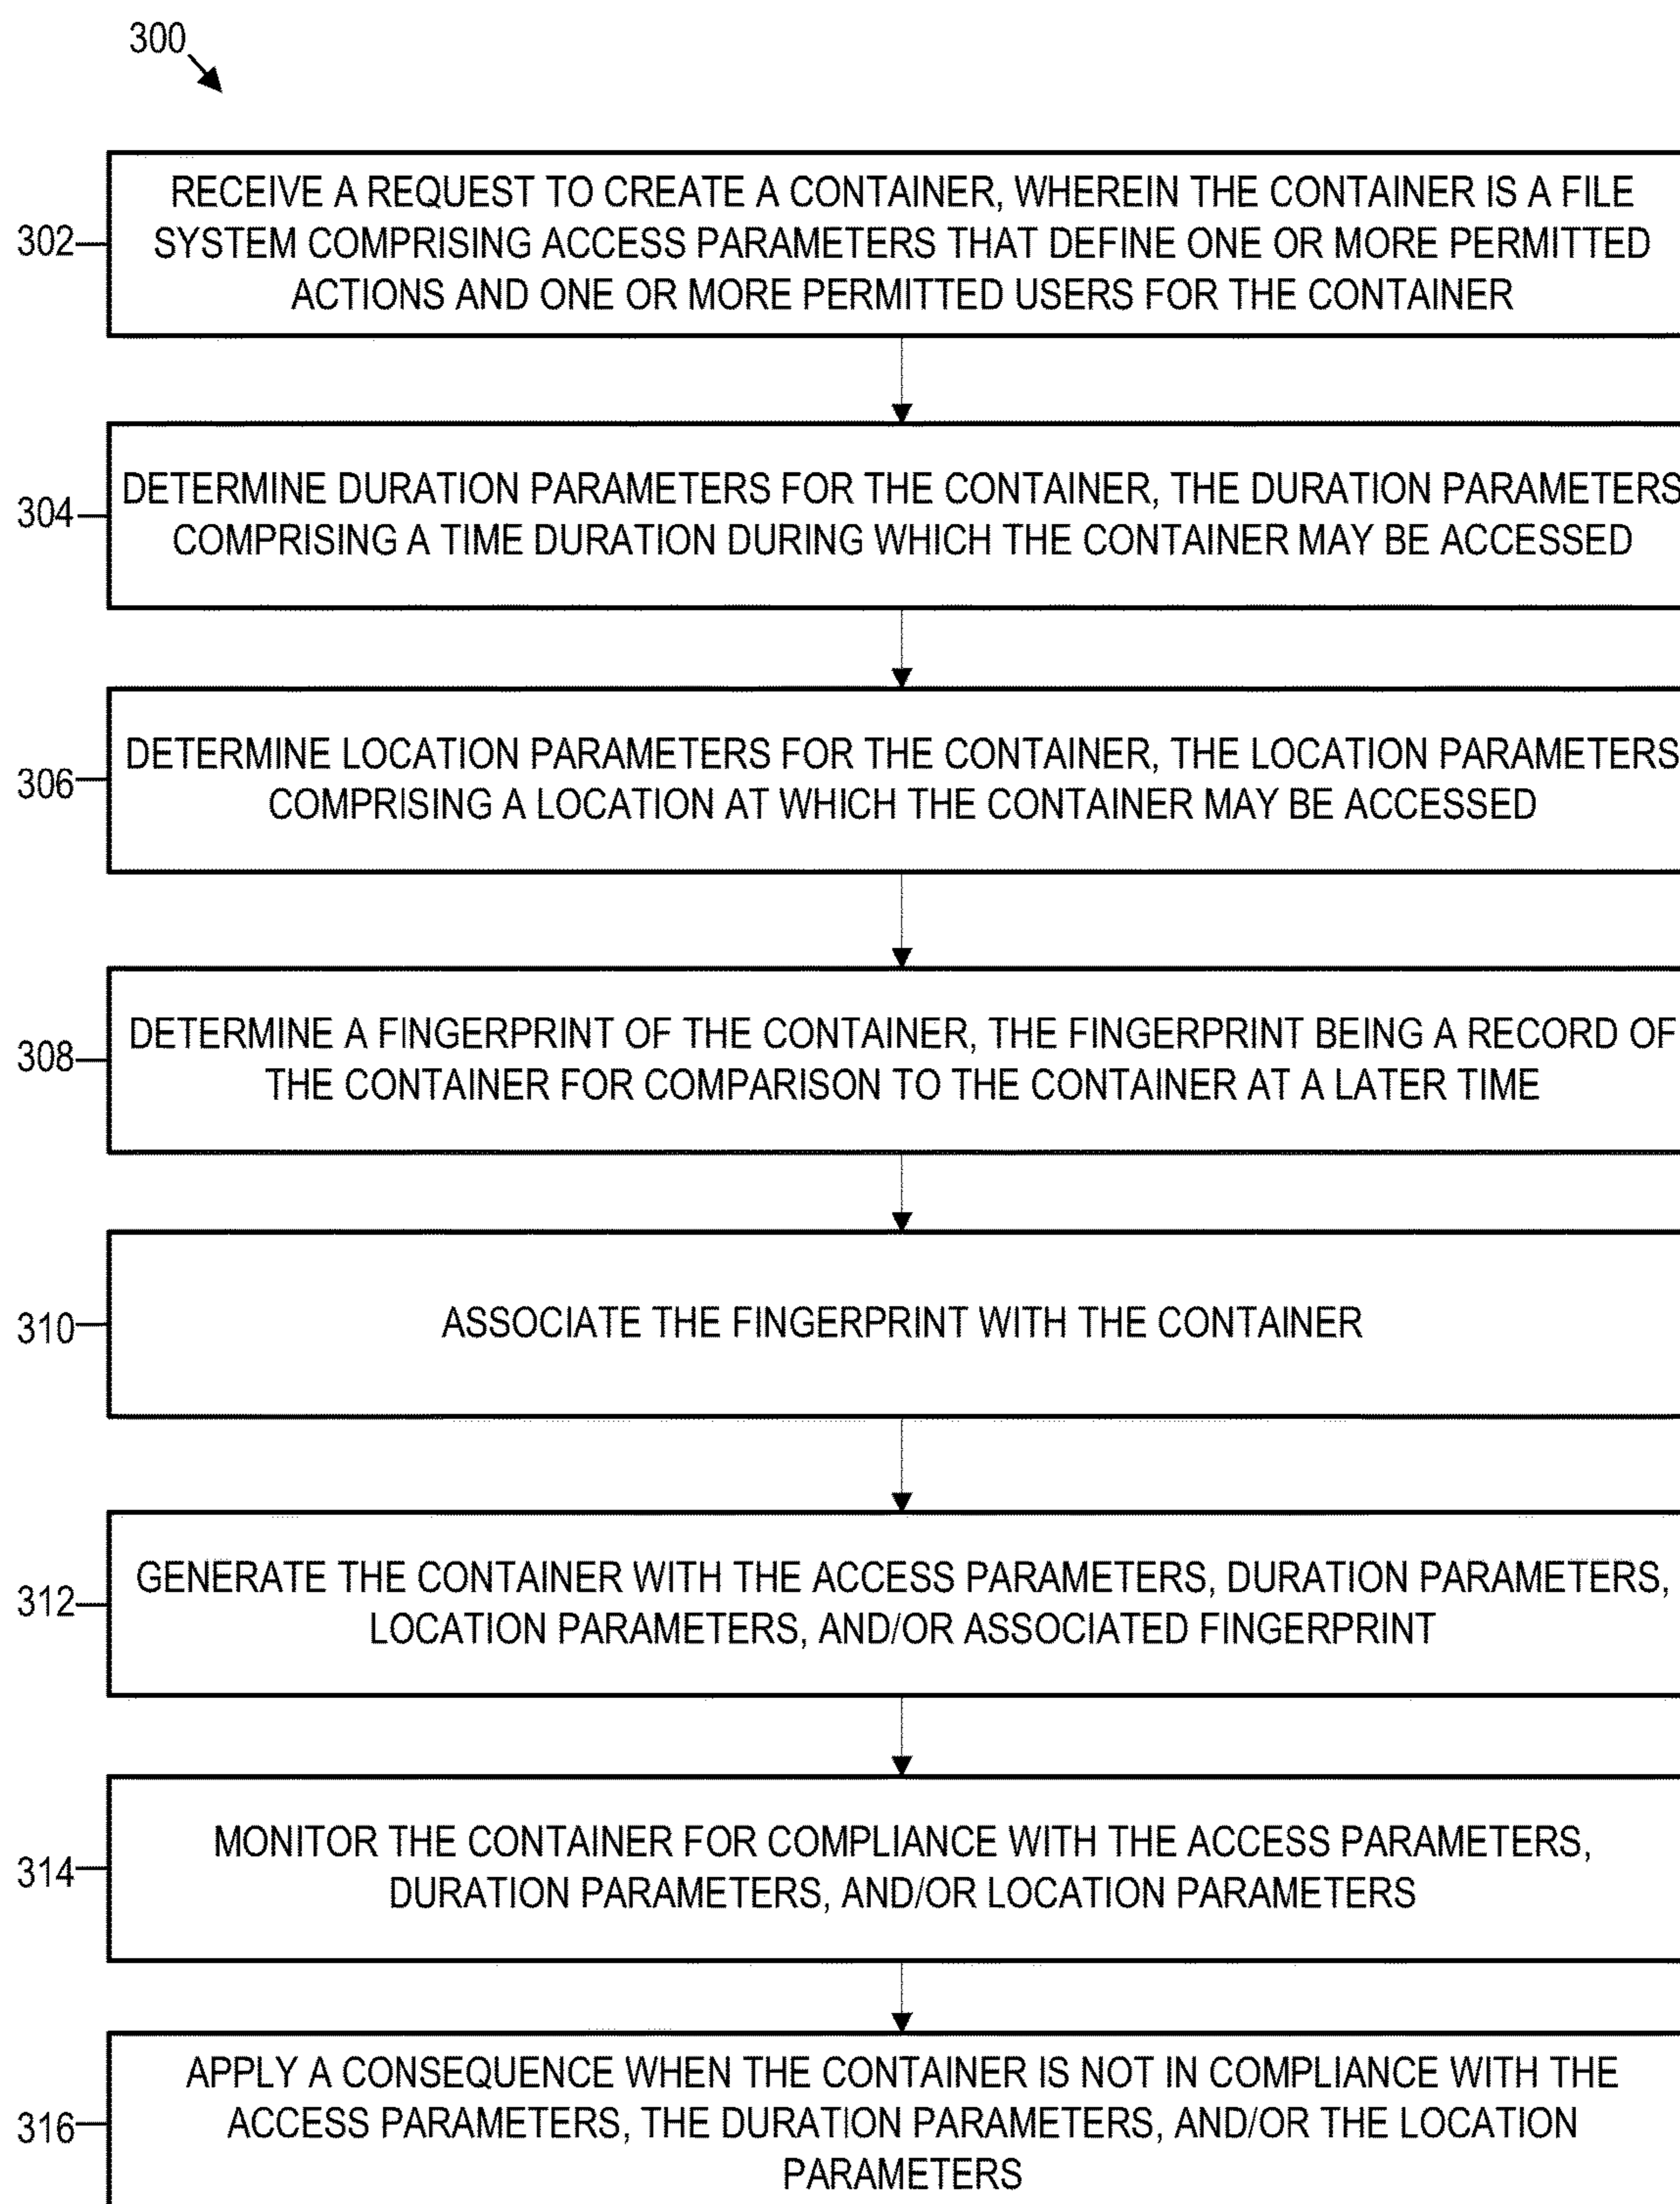 300
RECEIVE A REQUEST TO CREATE A CONTAINER, WHEREIN THE CONTAINER IS A FILE
SYSTEM COMPRISING ACCESS PARAMETERS THAT DEFINE ONE OR MORE PERMITTED
ACTIONS AND ONE OR MORE PERMITTED USERS FOR THE CONTAINER
302
DETERMINE DURATION PARAMETERS FOR THE CONTAINER, THE DURATION PARAMETERS
COMPRISING A TIME DURATION DURING WHICH THE CONTAINER MAY BE ACCESSED
304
DETERMINE LOCATION PARAMETERS FOR THE CONTAINER, THE LOCATION PARAMETERS
COMPRISING A LOCATION AT WHICH THE CONTAINER MAY BE ACCESSED
306
DETERMINE A FINGERPRINT OF THE CONTAINER, THE FINGERPRINT BEING A RECORD OF
THE CONTAINER FOR COMPARISON TO THE CONTAINER AT A LATER TIME
308
ASSOCIATE THE FINGERPRINT WITH THE CONTAINER
310
GENERATE THE CONTAINER WITH THE ACCESS PARAMETERS, DURATION PARAMETERS,
LOCATION PARAMETERS, AND/OR ASSOCIATED FINGERPRINT
312
MONITOR THE CONTAINER FOR COMPLIANCE WITH THE ACCESS PARAMETERS,
DURATION PARAMETERS, AND/OR LOCATION PARAMETERS
314
APPLY A CONSEQUENCE WHEN THE CONTAINER IS NOT IN COMPLIANCE WITH THE
ACCESS PARAMETERS, THE DURATION PARAMETERS, AND/OR THE LOCATION
PARAMETERS
316